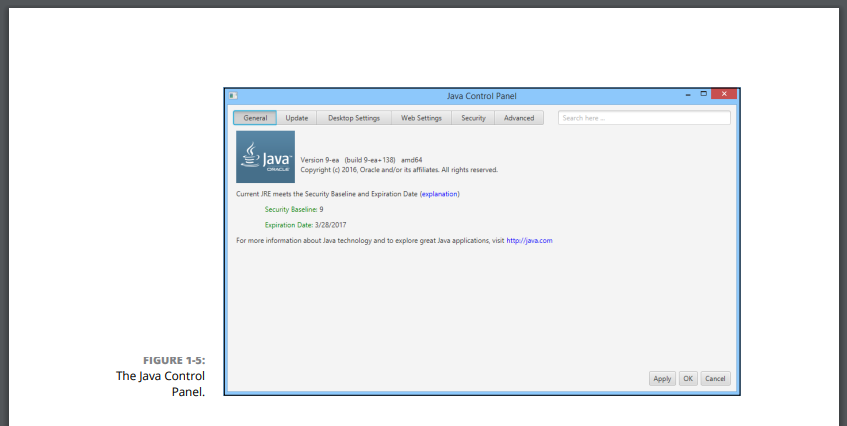 Java Control Panel
General Update Desktop Settings Web Settings Security Advanced Search here ...
Java
ORACLE
Version 9-ea (build 9-ea+138) amd64
Copyright (c) 2016, Oracle and/or its affiliates. All rights reserved.
Current JRE meets the Security Baseline and Expiration Date (explanation)
Security Baseline: 9
Expiration Date: 3/28/2017
For more information about Java technology and to explore great Java applications, visit http://java.com
Apply OK Cancel
FIGURE 1-5:
The Java Control
Panel.